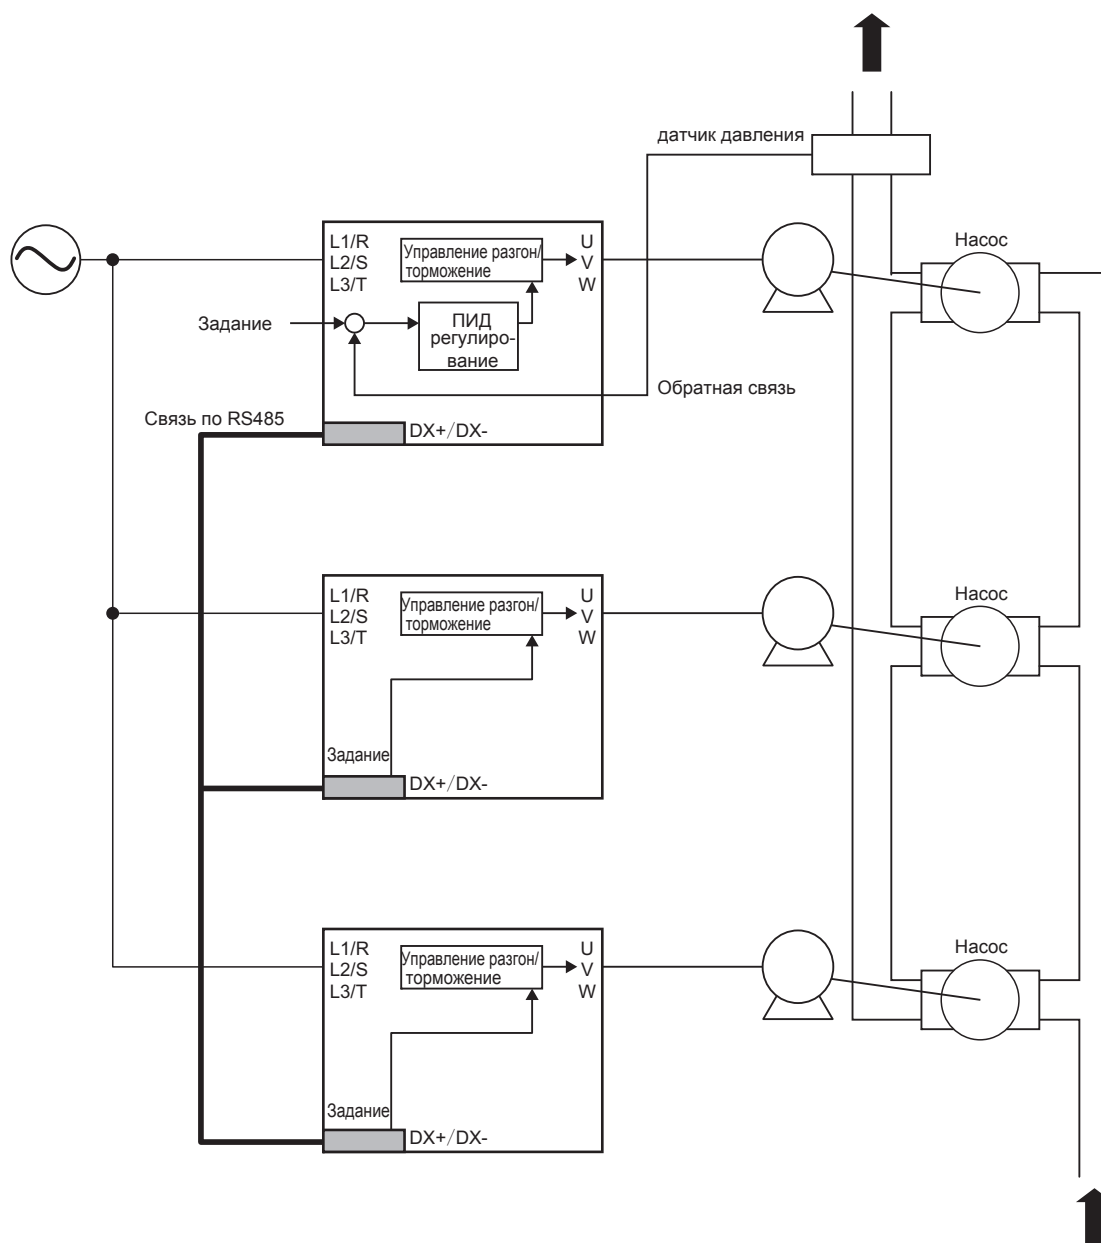 датчик давления
L1/R
L2/S
L3/T
Управление разгон/
торможение
U
V
W
Насос
Задание
ПИД
регулиро-
вание
Обратная связь
Связь по RS485
DX+/DX-
L1/R
L2/S
L3/T
Управление разгон/
торможение
U
V
W
Насос
Задание
DX+/DX-
L1/R
L2/S
L3/T
Управление разгон/
торможение
U
V
W
Насос
Задание
DX+/DX-